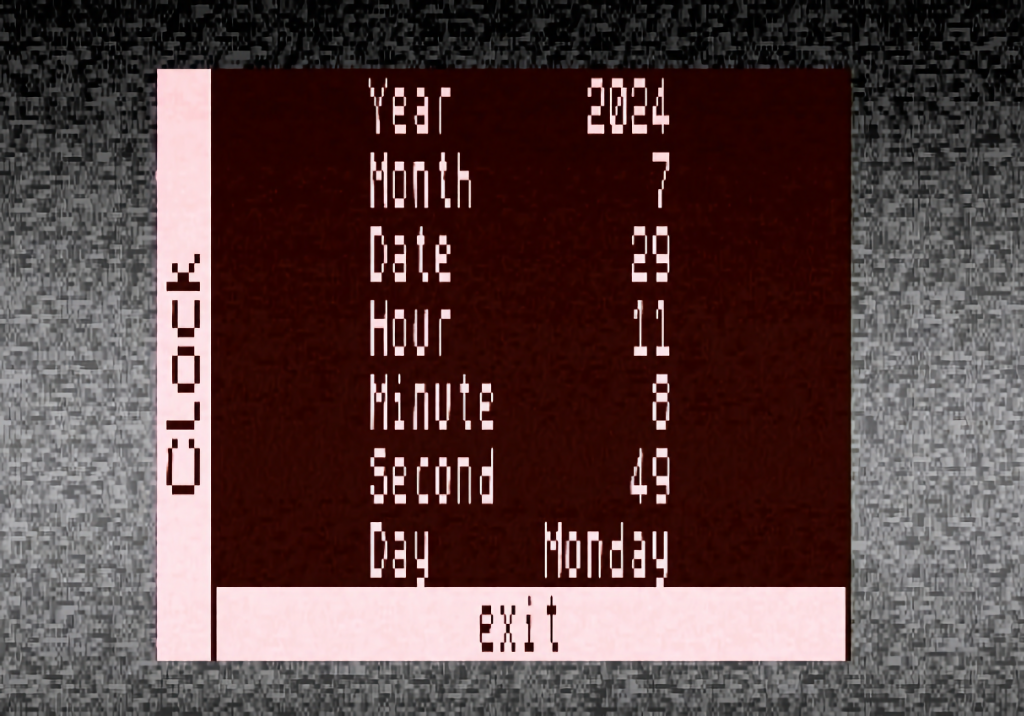 Clock
Year 2024
Month 7
Date 29
Hour 11
Minute 8
Second 49
Day Monday
exit